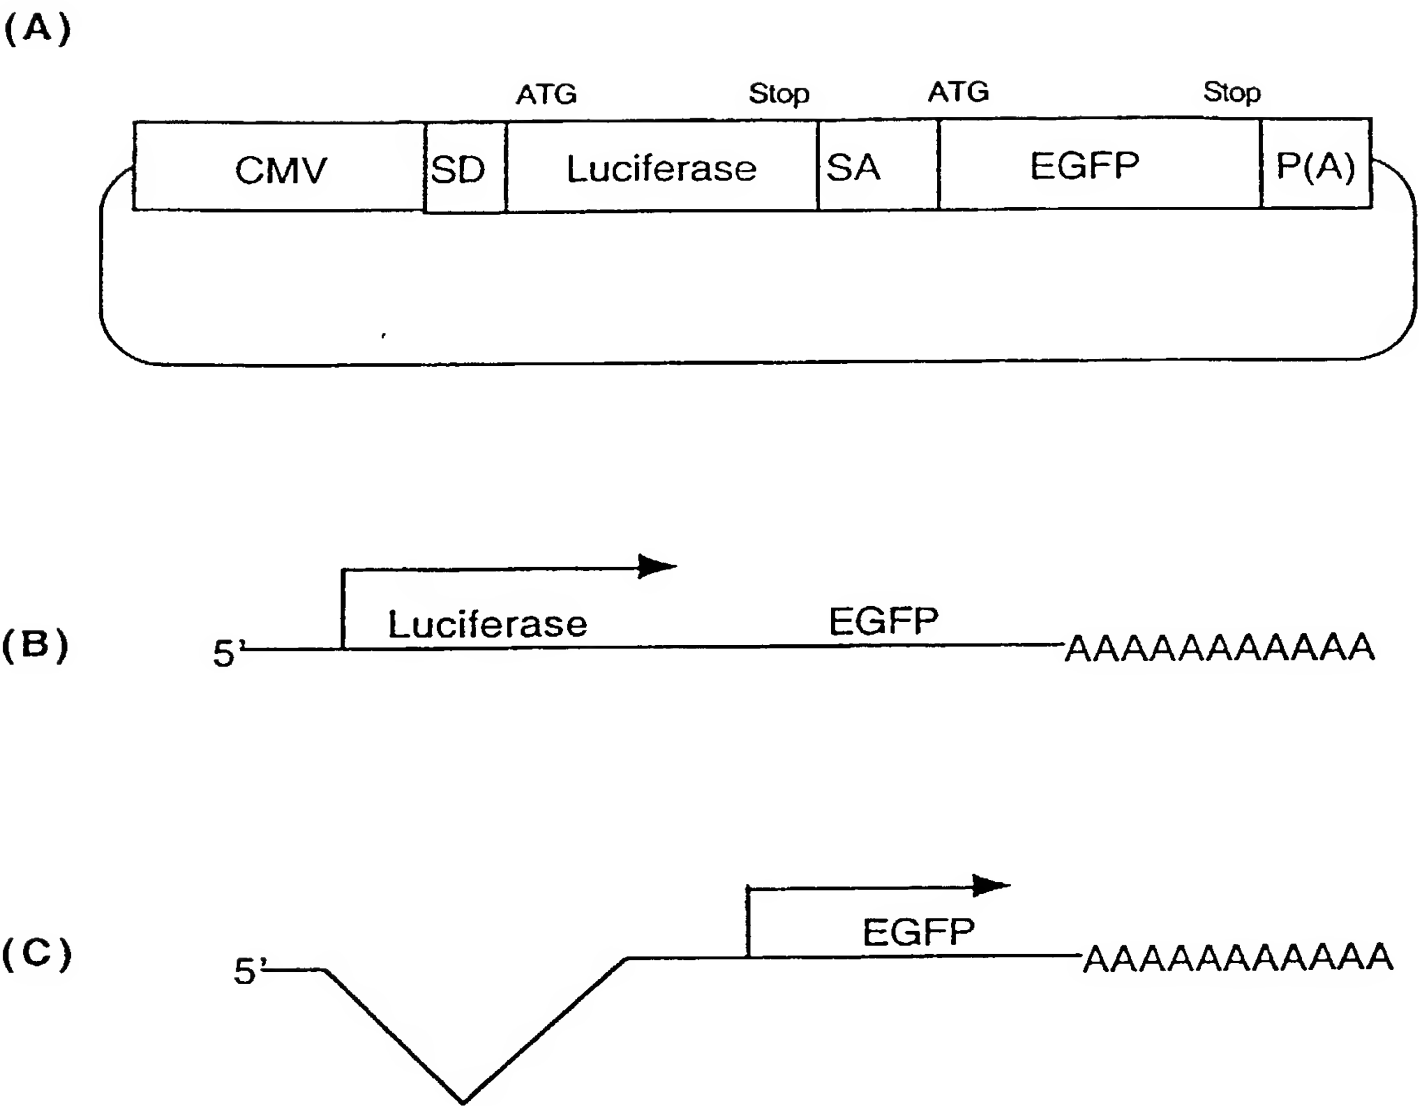 (A)
ATG Stop ATG Stop
CMV SD Luciferase SA EGFP P(A)
Luciferase EGFP
(B) 5' AAAAAAAAAAA
EGFP
(C) 5' AAAAAAAAAAA